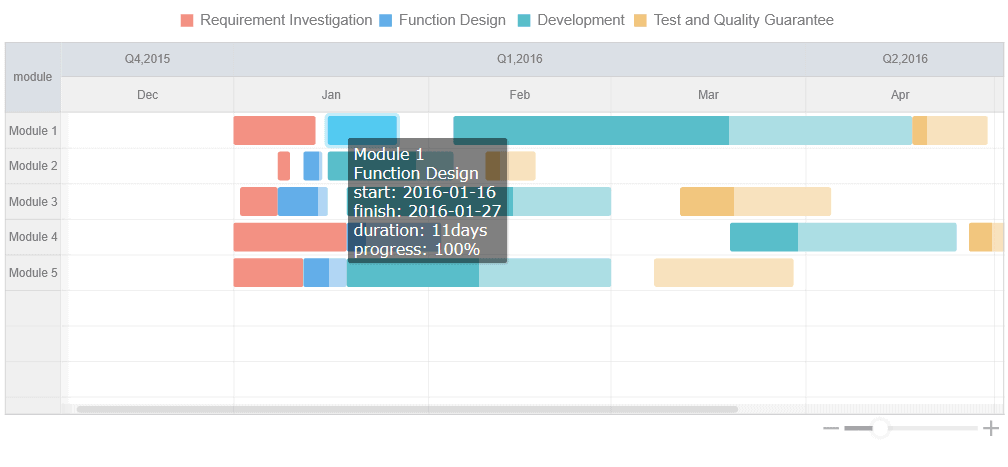 Requirement Investigation Function Design Development Test and Quality Guarantee
module Q4,2015 Q1,2016 Q2,2016
Dec Jan Feb Mar Apr
Module 1
Module 2
Module 3
Module 4
Module 5
Module 1
Function Design
start: 2016-01-16
finish: 2016-01-27
duration: 11days
progress: 100%